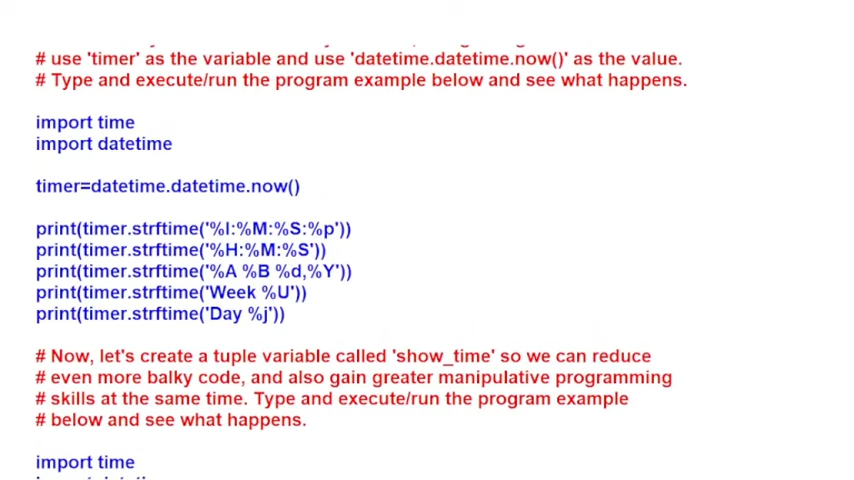 # use 'timer' as the variable and use 'datetime.datetime.now()' as the value.
# Type and execute/run the program example below and see what happens.
import time
import datetime
timer=datetime.datetime.now()
print(timer.strftime('%I:%M:%S:%p'))
print(timer.strftime('%H:%M:%S'))
print(timer.strftime('%A %B %d,%Y'))
print(timer.strftime('Week %U'))
print(timer.strftime('Day %j'))
# Now, let's create a tuple variable called 'show_time' so we can reduce
# even more balky code, and also gain greater manipulative programming
# skills at the same time. Type and execute/run the program example
# below and see what happens.
import time